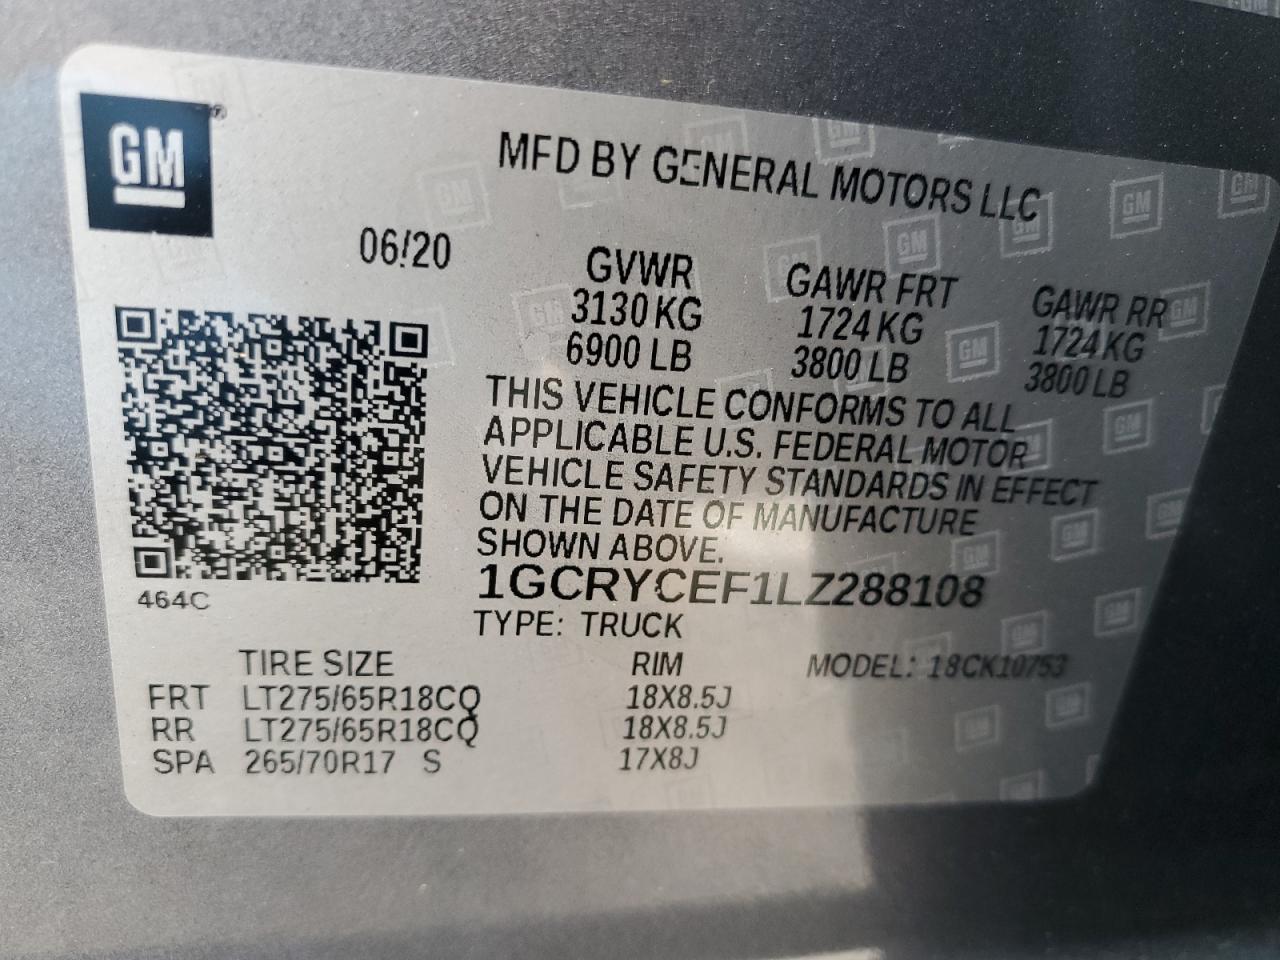 GM
MFD BY GENERAL MOTORS LLC
06/20
GVWR GAWR FRT GAWR RR
3130 KG 1724 KG 1724 KG
6900 LB 3800 LB 3800 LB
THIS VEHICLE CONFORMS TO ALL
APPLICABLE U.S. FEDERAL MOTOR
VEHICLE SAFETY STANDARDS IN EFFECT
ON THE DATE OF MANUFACTURE
SHOWN ABOVE.
1GCRYCEF1LZ288108
464C
TYPE: TRUCK
TIRE SIZE RIM MODEL: 18CK10753
FRT LT275/65R18CQ 18X8.5J
RR LT275/65R18CQ 18X8.5J
SPA 265/70R17 S 17X8J